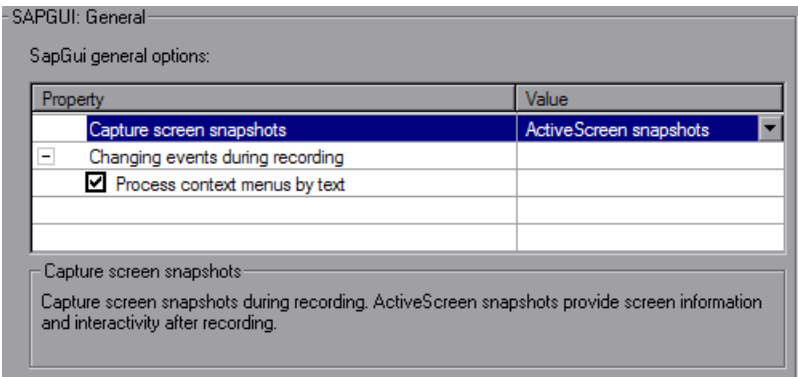 SAPGUI: General
SapGui general options:
Property Value
Capture screen snapshots ActiveScreen snapshots
Changing events during recording
Process context menus by text
Capture screen snapshots
Capture screen snapshots during recording. ActiveScreen snapshots provide screen information
and interactivity after recording.